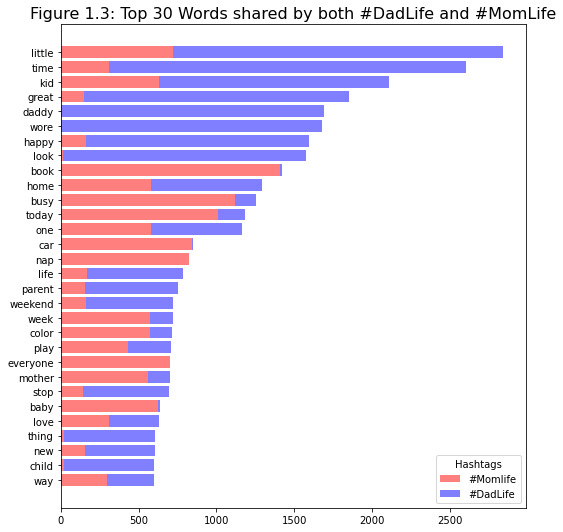 Figure 1.3: Top 30 Words shared by both #DadLife and #MomLife
little
time
kid
great
daddy
wore
happy
look
book
home
busy
today
one
car
nap
life
parent
weekend
week
color
play
everyone
mother
stop
baby
love
thing
new
child
way
Hashtags
#Momlife
#DadLife
0 500 1000 1500 2000 2500